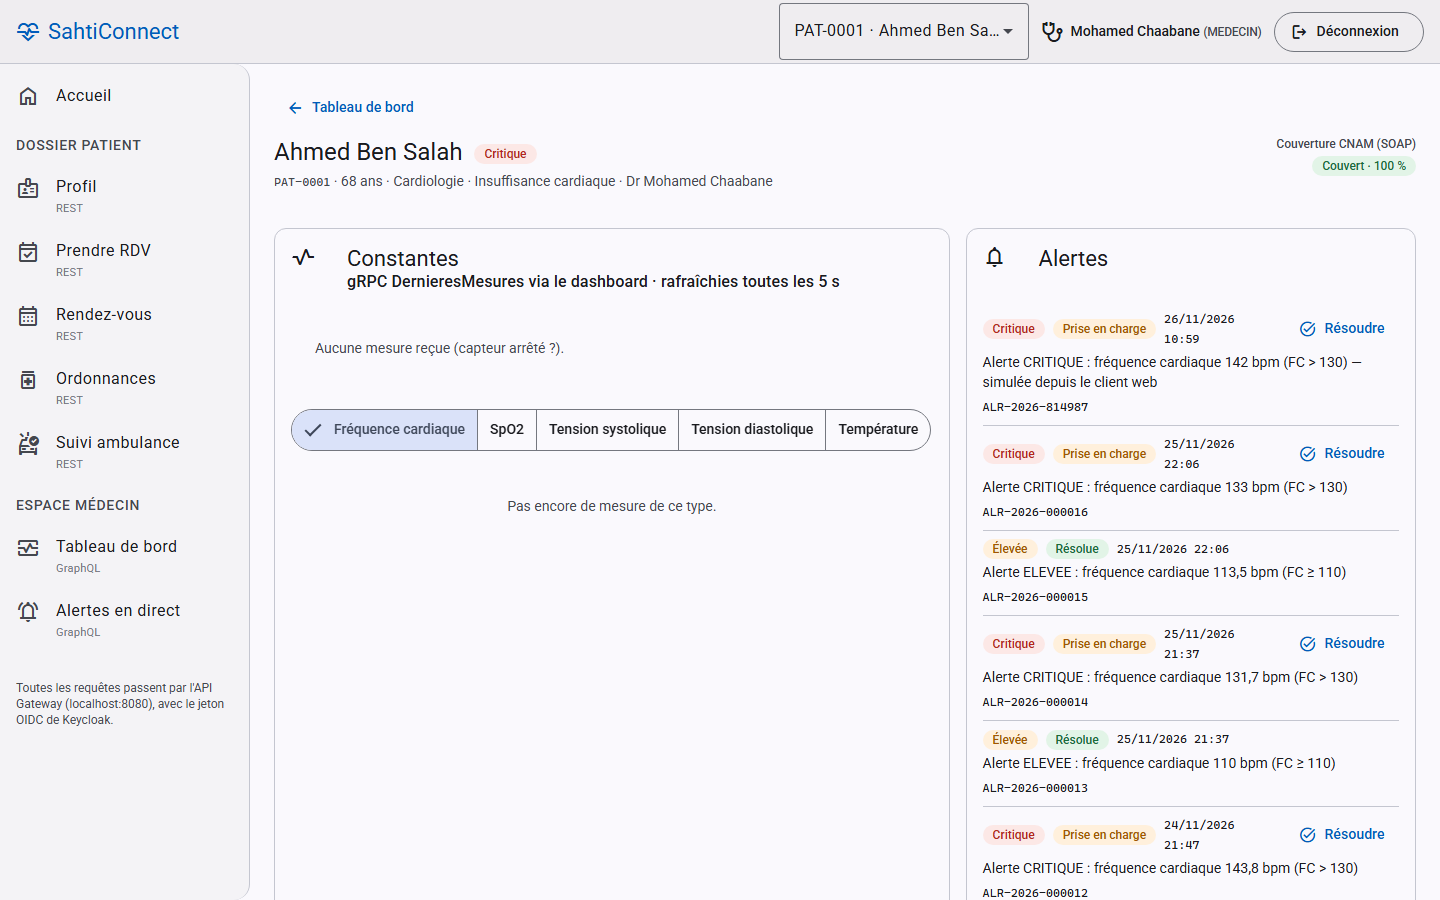 SahtiConnect
PAT-0001 · Ahmed Ben Sa...
Mohamed Chaabane (MEDECIN)
Déconnexion
Accueil
DOSSIER PATIENT
Profil
REST
Prendre RDV
REST
Rendez-vous
REST
Ordonnances
REST
Suivi ambulance
REST
ESPACE MÉDECIN
Tableau de bord
GraphQL
Alertes en direct
GraphQL
Toutes les requêtes passent par l'API
Gateway (localhost:8080), avec le jeton
OIDC de Keycloak.
Tableau de bord
Ahmed Ben Salah Critique
PAT-0001 · 68 ans · Cardiologie · Insuffisance cardiaque · Dr Mohamed Chaabane
Couverture CNAM (SOAP)
Couvert · 100 %
Constantes
gRPC DernieresMesures via le dashboard · rafraîchies toutes les 5 s
Aucune mesure reçue (capteur arrêté ?).
Fréquence cardiaque SpO2 Tension systolique Tension diastolique Température
Pas encore de mesure de ce type.
Alertes
Critique Prise en charge 26/11/2026 10:59 Résoudre
Alerte CRITIQUE : fréquence cardiaque 142 bpm (FC > 130) —
simulée depuis le client web
ALR-2026-814987
Critique Prise en charge 25/11/2026 22:06 Résoudre
Alerte CRITIQUE : fréquence cardiaque 133 bpm (FC > 130)
ALR-2026-000016
Élevée Résolue 25/11/2026 22:06
Alerte ELEVEE : fréquence cardiaque 113,5 bpm (FC ≥ 110)
ALR-2026-000015
Critique Prise en charge 25/11/2026 21:37 Résoudre
Alerte CRITIQUE : fréquence cardiaque 131,7 bpm (FC > 130)
ALR-2026-000014
Élevée Résolue 25/11/2026 21:37
Alerte ELEVEE : fréquence cardiaque 110 bpm (FC ≥ 110)
ALR-2026-000013
Critique Prise en charge 24/11/2026 21:47 Résoudre
Alerte CRITIQUE : fréquence cardiaque 143,8 bpm (FC > 130)
ALR-2026-000012